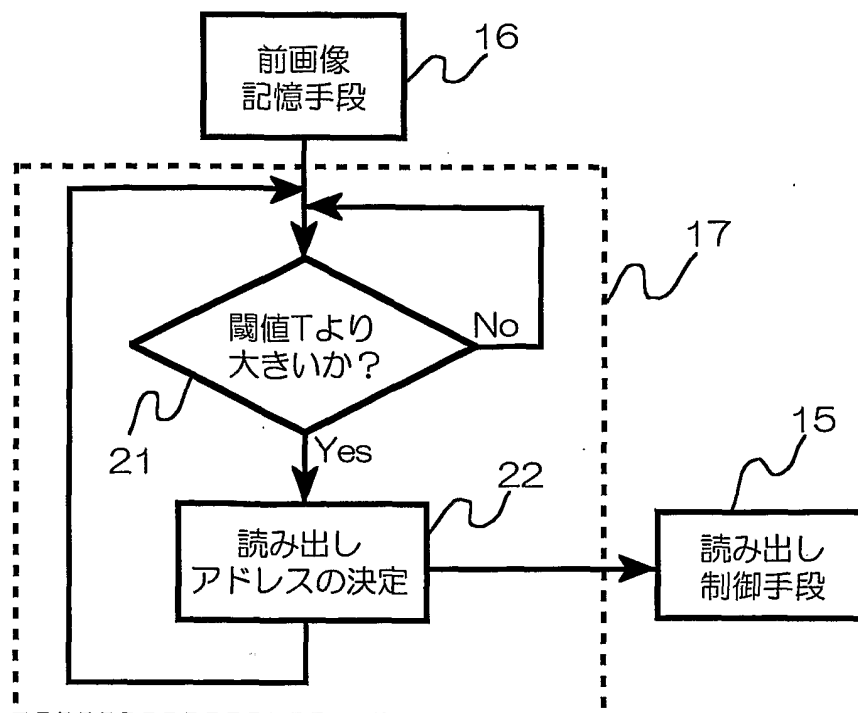 16
前画像
記憶手段
17
閾値Tより
大きいか？
No
21
Yes
22
15
読み出し
アドレスの決定
読み出し
制御手段